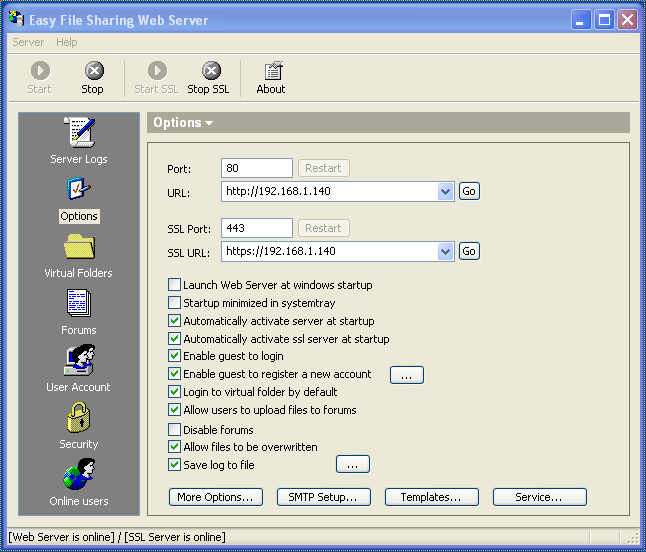 Easy File Sharing Web Server
Server Help
Start Stop Start SSL Stop SSL About
Server Logs
Options
Virtual Folders
Forums
User Account
Security
Online users
Options
Port: 80 Restart
URL: http://192.168.1.140 Go
SSL Port: 443 Restart
SSL URL: https://192.168.1.140 Go
Launch Web Server at windows startup
Startup minimized in systemtray
Automatically activate server at startup
Automatically activate ssl server at startup
Enable guest to login
Enable guest to register a new account ...
Login to virtual folder by default
Allow users to upload files to forums
Disable forums
Allow files to be overwritten
Save log to file ...
More Options... SMTP Setup... Templates... Service...
[Web Server is online] / [SSL Server is online]